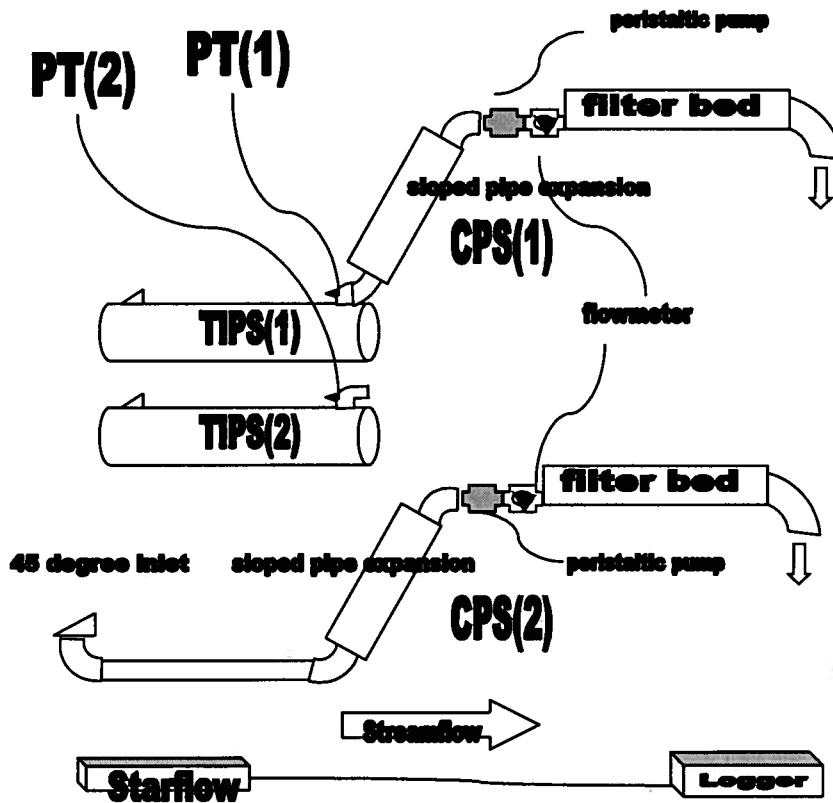 peristaltic pump
PT(2)
PT(1)
filter bed
sloped pipe expansion
CPS(1)
TIPS(1)
flowmeter
TIPS(2)
filter bed
45 degree inlet
sloped pipe expansion
peristaltic pump
CPS(2)
Streamflow
Starflow
Logger